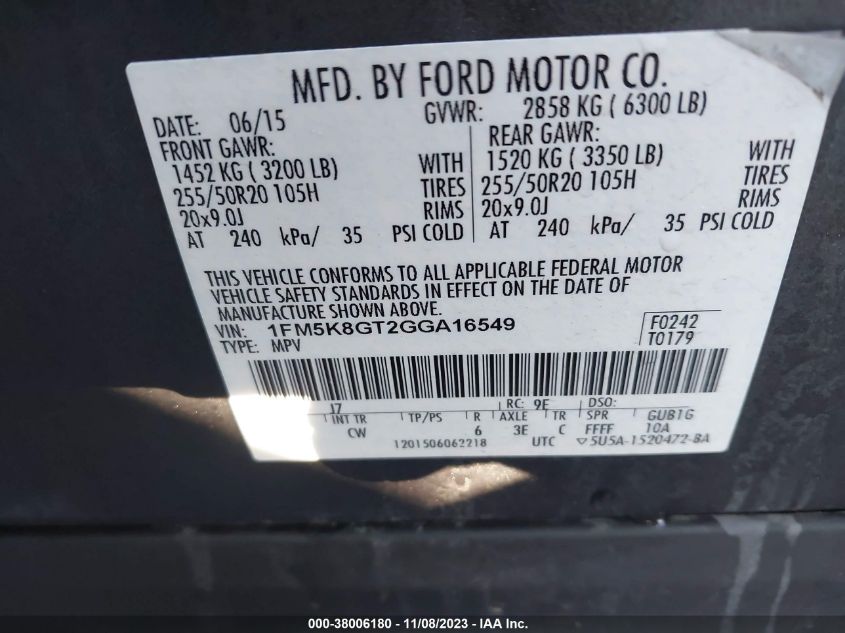 MFD. BY FORD MOTOR CO.
DATE: 06/15 GVWR: 2858 KG ( 6300 LB)
FRONT GAWR: REAR GAWR:
1452 KG ( 3200 LB) WITH 1520 KG ( 3350 LB) WITH
255/50R20 105H TIRES 255/50R20 105H TIRES
20x9.0J RIMS 20x9.0J RIMS
AT 240 kPa/ 35 PSI COLD AT 240 kPa/ 35 PSI COLD
THIS VEHICLE CONFORMS TO ALL APPLICABLE FEDERAL MOTOR
VEHICLE SAFETY STANDARDS IN EFFECT ON THE DATE OF
MANUFACTURE SHOWN ABOVE.
VIN: 1FM5K8GT2GGA16549 F0242
TYPE: MPV T0179
J7 RC: 9F DSO:
INT TR TP/PS R AXLE TR SPR GUB1G
CW 6 3E C FFFF 10A
1201506062218 UTC ▽5U5A-1520472-BA
000-38006180 - 11/08/2023 - IAA Inc.